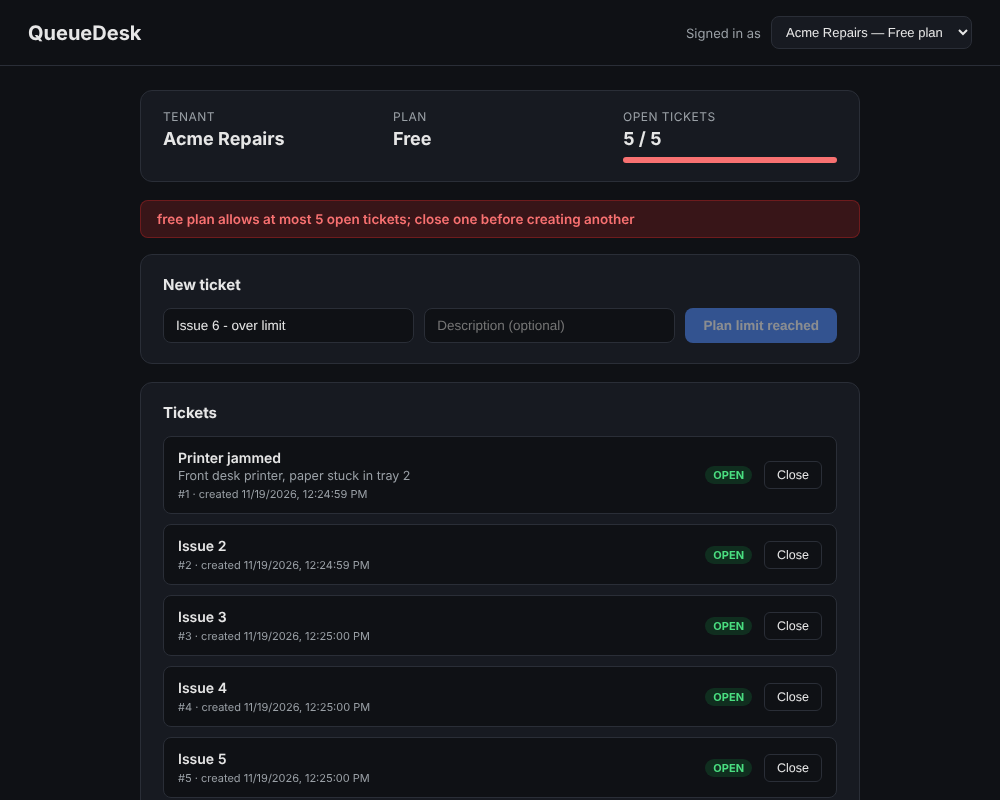 QueueDesk
Signed in as
Acme Repairs — Free plan
TENANT
Acme Repairs
PLAN
Free
OPEN TICKETS
5 / 5
free plan allows at most 5 open tickets; close one before creating another
New ticket
Issue 6 - over limit
Description (optional)
Plan limit reached
Tickets
Printer jammed
Front desk printer, paper stuck in tray 2
#1 · created 11/19/2026, 12:24:59 PM
OPEN
Close
Issue 2
#2 · created 11/19/2026, 12:24:59 PM
OPEN
Close
Issue 3
#3 · created 11/19/2026, 12:25:00 PM
OPEN
Close
Issue 4
#4 · created 11/19/2026, 12:25:00 PM
OPEN
Close
Issue 5
#5 · created 11/19/2026, 12:25:00 PM
OPEN
Close